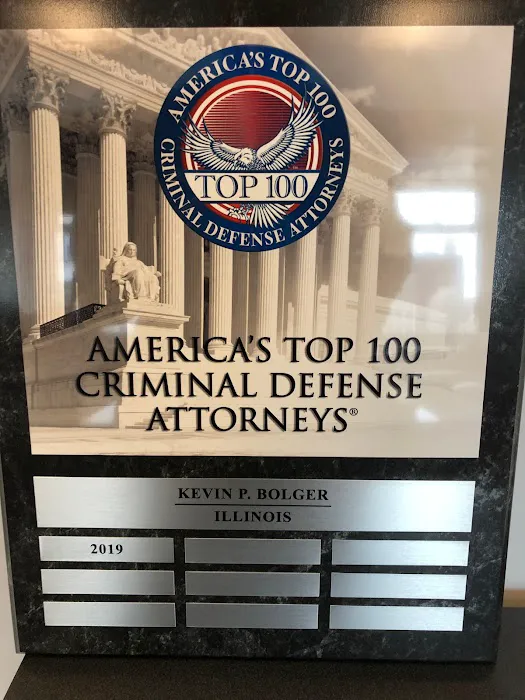 AMERICA'S TOP 100
TOP 100
CRIMINAL DEFENSE ATTORNEYS
AMERICA'S TOP 100
CRIMINAL DEFENSE
ATTORNEYS®
KEVIN P. BOLGER
ILLINOIS
2019